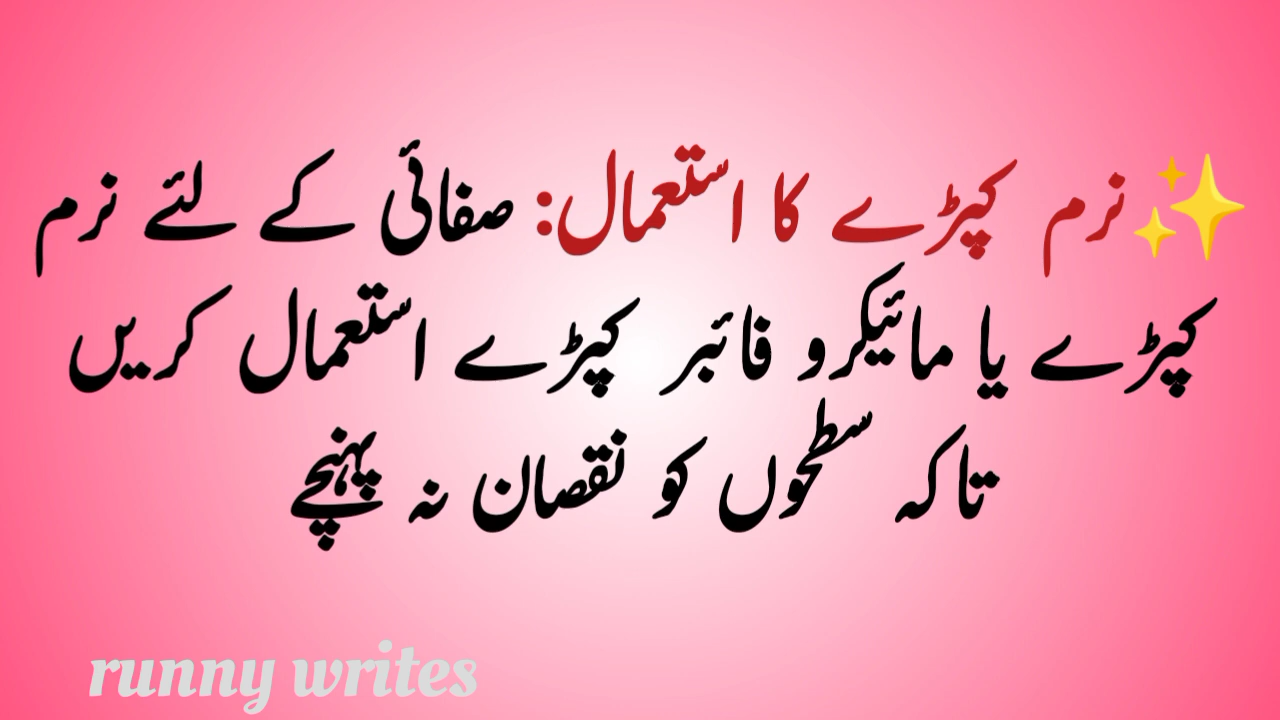 ✨نرم کپڑے کا استعمال: صفائی کے لئے نرم
کپڑے یا مائیکرو فائبر کپڑے استعمال کریں
تاکہ سطحوں کو نقصان نہ پہنچے
runny writes